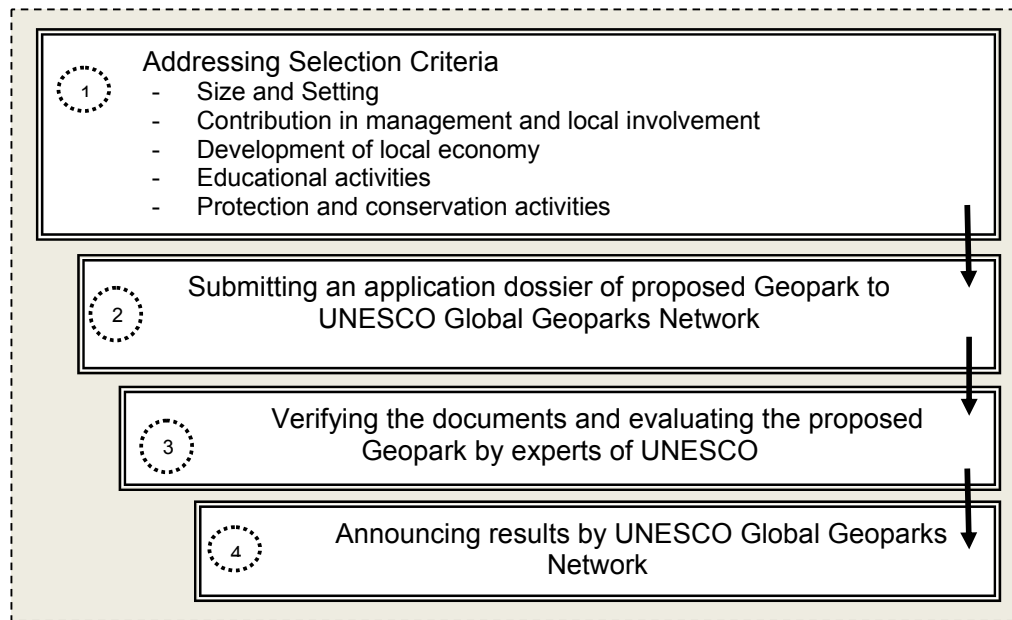 1
Addressing Selection Criteria
- Size and Setting
- Contribution in management and local involvement
- Development of local economy
- Educational activities
- Protection and conservation activities
2
Submitting an application dossier of proposed Geopark to
UNESCO Global Geoparks Network
3
Verifying the documents and evaluating the proposed
Geopark by experts of UNESCO
4
Announcing results by UNESCO Global Geoparks
Network